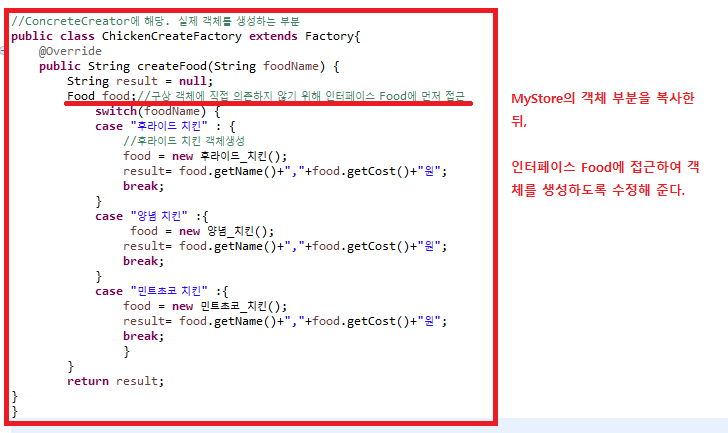 //ConcreteCreator에 해당. 실제 객체를 생성하는 부분
public class ChickenCreateFactory extends Factory{
@Override
public String createFood(String foodName) {
String result = null;
Food food;//구상 객체에 직접 의존하지 않기 위해 인터페이스 Food에 먼저 접근
switch(foodName) {
case "후라이드 치킨" : {
//후라이드 치킨 객체생성
food = new 후라이드_치킨();
result= food.getName()+","+food.getCost()+"원";
break;
}
case "양념 치킨" :{
food = new 양념_치킨();
result= food.getName()+","+food.getCost()+"원";
break;
}
case "민트초코 치킨" :{
food = new 민트초코_치킨();
result= food.getName()+","+food.getCost()+"원";
break;
}
}
return result;
}
}
MyStore의 객체 부분을 복사한
뒤,
인터페이스 Food에 접근하여 객
체를 생성하도록 수정해 준다.